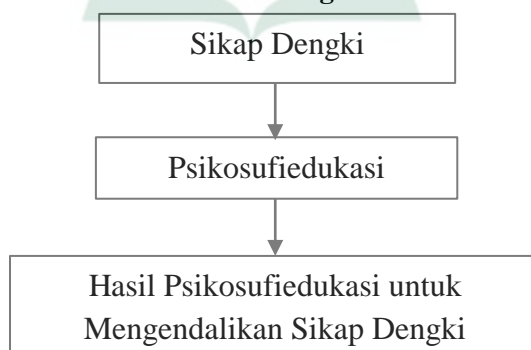 Sikap Dengki
Psikosufiedukasi
Hasil Psikosufiedukasi untuk
Mengendalikan Sikap Dengki